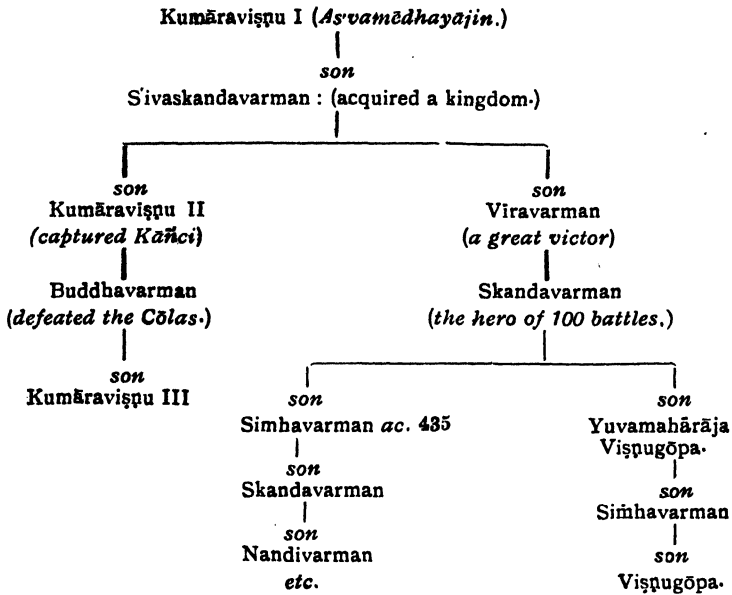 Kumāraviṣṇu I (As'vamēdhayājin.)
son
S'ivaskandavarman : (acquired a kingdom.)
son
Kumāraviṣṇu II
(captured Kāñci)
Buddhavarman
(defeated the Cōlas.)
son
Kumāraviṣṇu III
son
Vīravarman
(a great victor)
Skandavarman
(the hero of 100 battles.)
son
Simhavarman ac. 435
son
Skandavarman
son
Nandivarman
etc.
son
Yuvamahārāja
Viṣṇugōpa.
son
Siṁhavarman
son
Viṣṇugōpa.